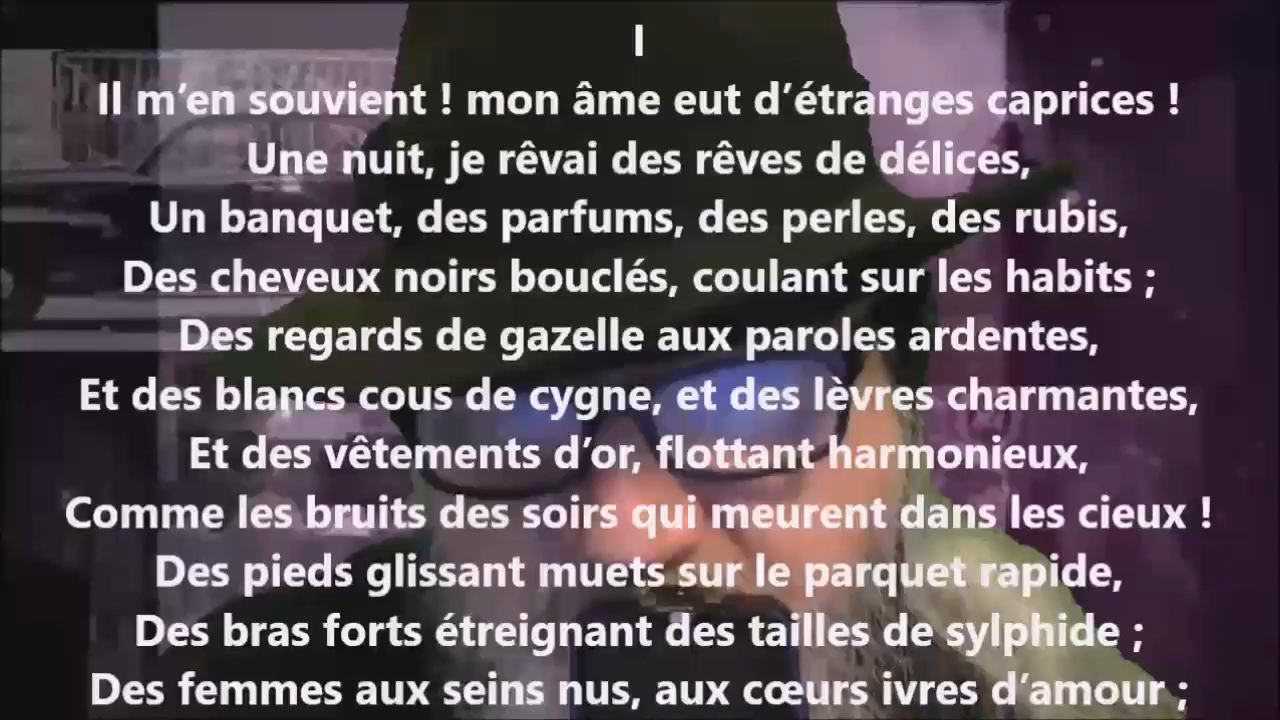 I
Il m’en souvient ! mon âme eut d’étranges caprices !
Une nuit, je rêvai des rêves de délices,
Un banquet, des parfums, des perles, des rubis,
Des cheveux noirs bouclés, coulant sur les habits ;
Des regards de gazelle aux paroles ardentes,
Et des blancs cous de cygne, et des lèvres charmantes,
Et des vêtements d’or, flottant harmonieux,
Comme les bruits des soirs qui meurent dans les cieux !
Des pieds glissant muets sur le parquet rapide,
Des bras forts étreignant des tailles de sylphide ;
Des femmes aux seins nus, aux cœurs ivres d’amour ;